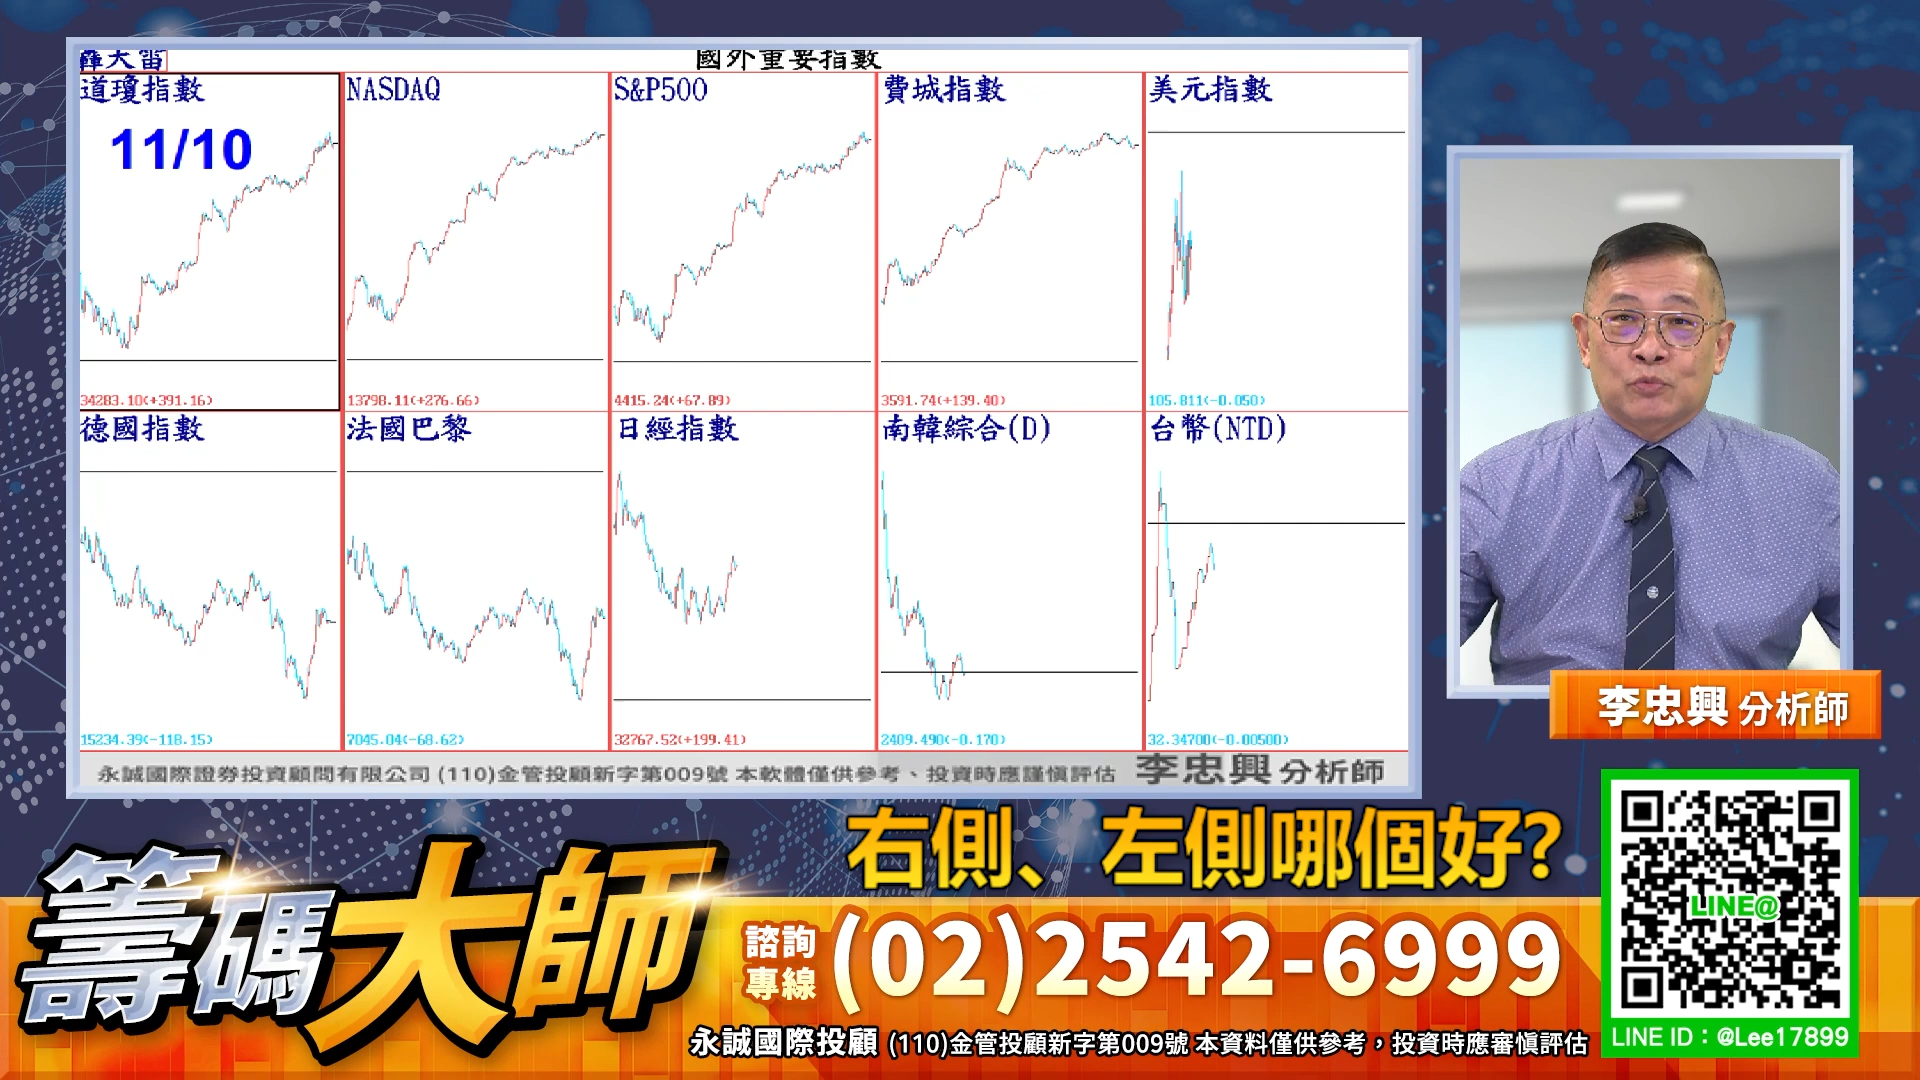 羅大富
國外重要指數
道瓊指數
11/10
34283.10(+391.16)
NASDAQ
13798.11(+276.66)
S&P500
4415.24(+67.89)
費城指數
3591.74(+139.40)
美元指數
105.811(-0.050)
德國指數
15234.39(-118.15)
法國巴黎
7045.04(-68.62)
日經指數
32767.52(+199.41)
南韓綜合(D)
2409.490(-0.170)
台幣(NTD)
32.34700(-0.00500)
永誠國際證券投資顧問有限公司 (110)金管投顧新字第009號 本軟體僅供參考、投資時應謹慎評估 李忠興 分析師
李忠興 分析師
右側、左側哪個好?
籌碼大師
諮詢專線 (02)2542-6999
永誠國際投顧 (110)金管投顧新字第009號 本資料僅供參考，投資時應審慎評估
LINE@
LINE ID：@Lee17899